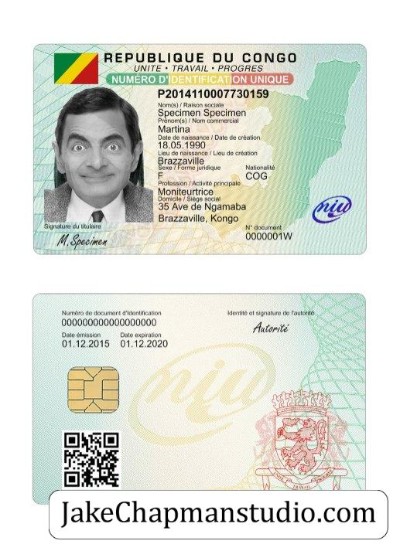 REPUBLIQUE DU CONGO
UNITE • TRAVAIL • PROGRES
NUMÉRO D'IDENTIFICATION UNIQUE
P2014110007730159
Nom(s) / Raison sociale
Specimen Specimen
Prénom(s) / Nom commercial
Martina
Date de naissance / Date de création
18.05.1990
Lieu de naissance / Lieu de création
Brazzaville
Sexe / Forme juridique Nationalité
F COG
Profession / Activité principale
Moniteurtrice
Domicile / Siège social
35 Ave de Ngamaba
Brazzaville, Kongo
niu
Signature du titulaire
M. Specimen
N° document
0000001W
Numéro de document d'identification
0000000000000000000
Identité et signature de l'autorité
Autorité
Date émission Date expiration
01.12.2015 01.12.2020
niu
JakeChapmanstudio.com